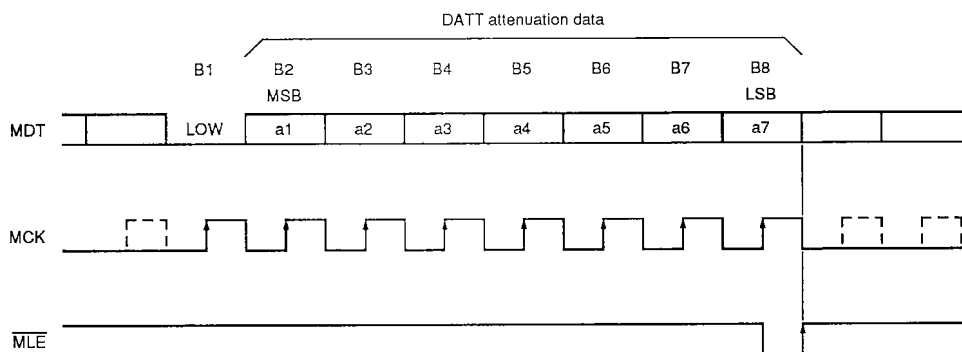 DATT attenuation data
B1 B2 B3 B4 B5 B6 B7 B8
MSB LSB
MDT LOW a1 a2 a3 a4 a5 a6 a7
MCK
MLE